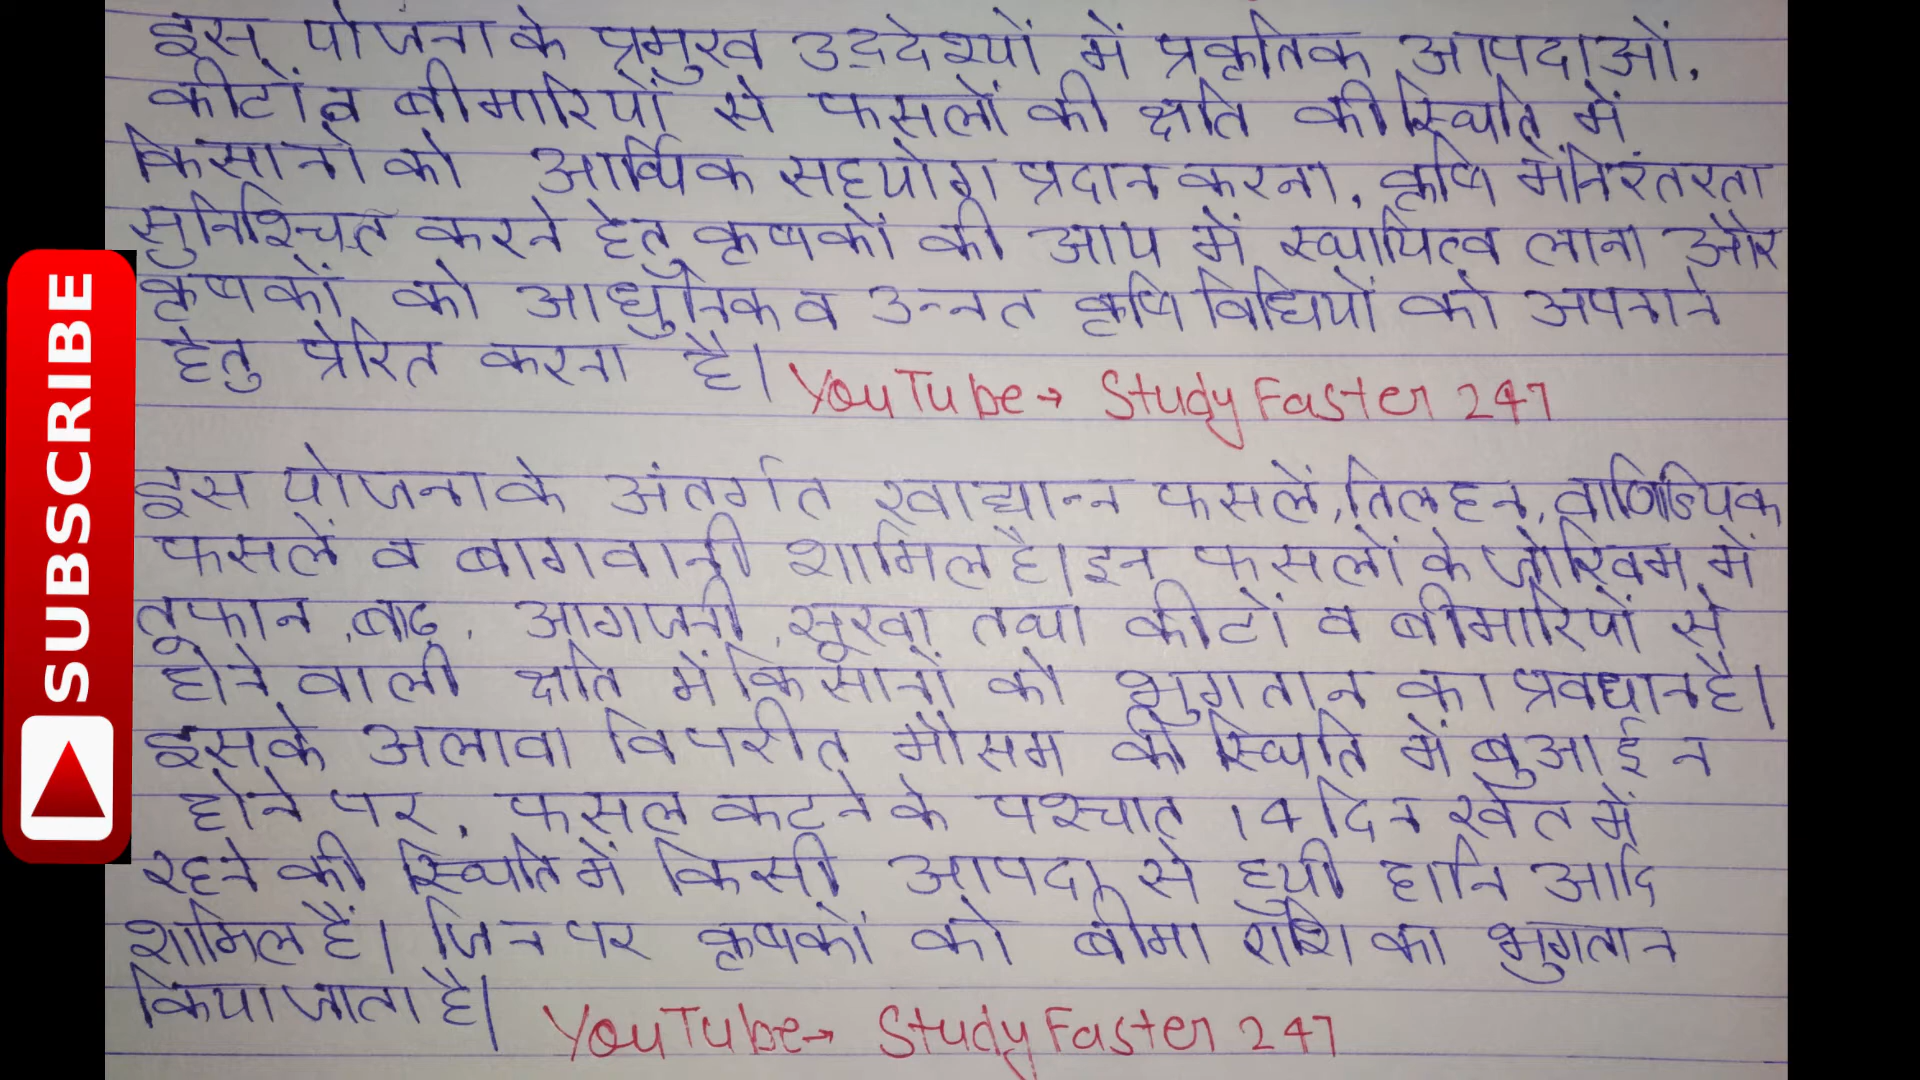 इस योजना के प्रमुख उद्देश्यों में प्रकृतिक आपदाओं,
कीटों व बीमारियों से फसलों की क्षति की स्थिति में
किसानों को आर्थिक सहयोग प्रदान करना, कृषि में निरंतरता
सुनिश्चित करने हेतु कृषकों की आय में स्थायित्व लाना और
कृषकों को आधुनिक व उन्नत कृषि विधियों को अपनाने
हेतु प्रेरित करना है।
YouTube → Study Faster 247
इस योजना के अंतर्गत खाद्यान्न फसलें, तिलहन, वाणिज्यिक
फसलें व बागवानी शामिल है। इन फसलों के जोखिम में
तूफान, बाढ़, आगजनी, सूखा तथा कीटों व बीमारियों से
होने वाली क्षति में किसानों को भुगतान का प्रवधान है।
इसके अलावा विपरीत मौसम की स्थिति में बुआई न
होने पर, फसल कटने के पश्चात 14 दिन खेत में
रहने की स्थिति में किसी आपदा से हुयी हानि आदि
शामिल हैं। जिन पर कृषकों को बीमा राशि का भुगतान
किया जाता है।
YouTube → Study Faster 247
SUBSCRIBE